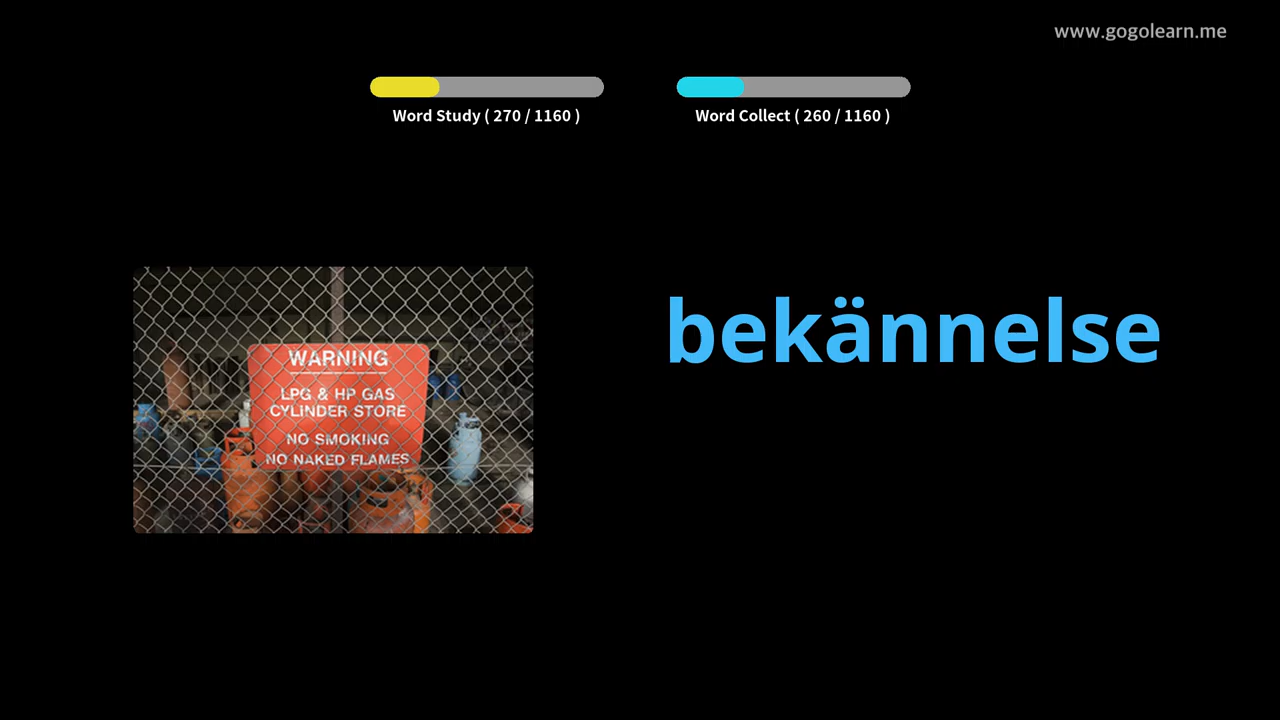 www.gogolearn.me
Word Study ( 270 / 1160 )
Word Collect ( 260 / 1160 )
bekännelse
WARNING
LPG & HP GAS
CYLINDER STORE
NO SMOKING
NO NAKED FLAMES